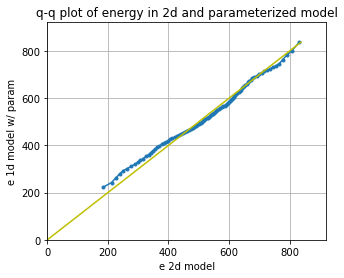 q-q plot of energy in 2d and parameterized model
800
600
400
200
0
e 1d model w/ param
0 200 400 600 800
e 2d model